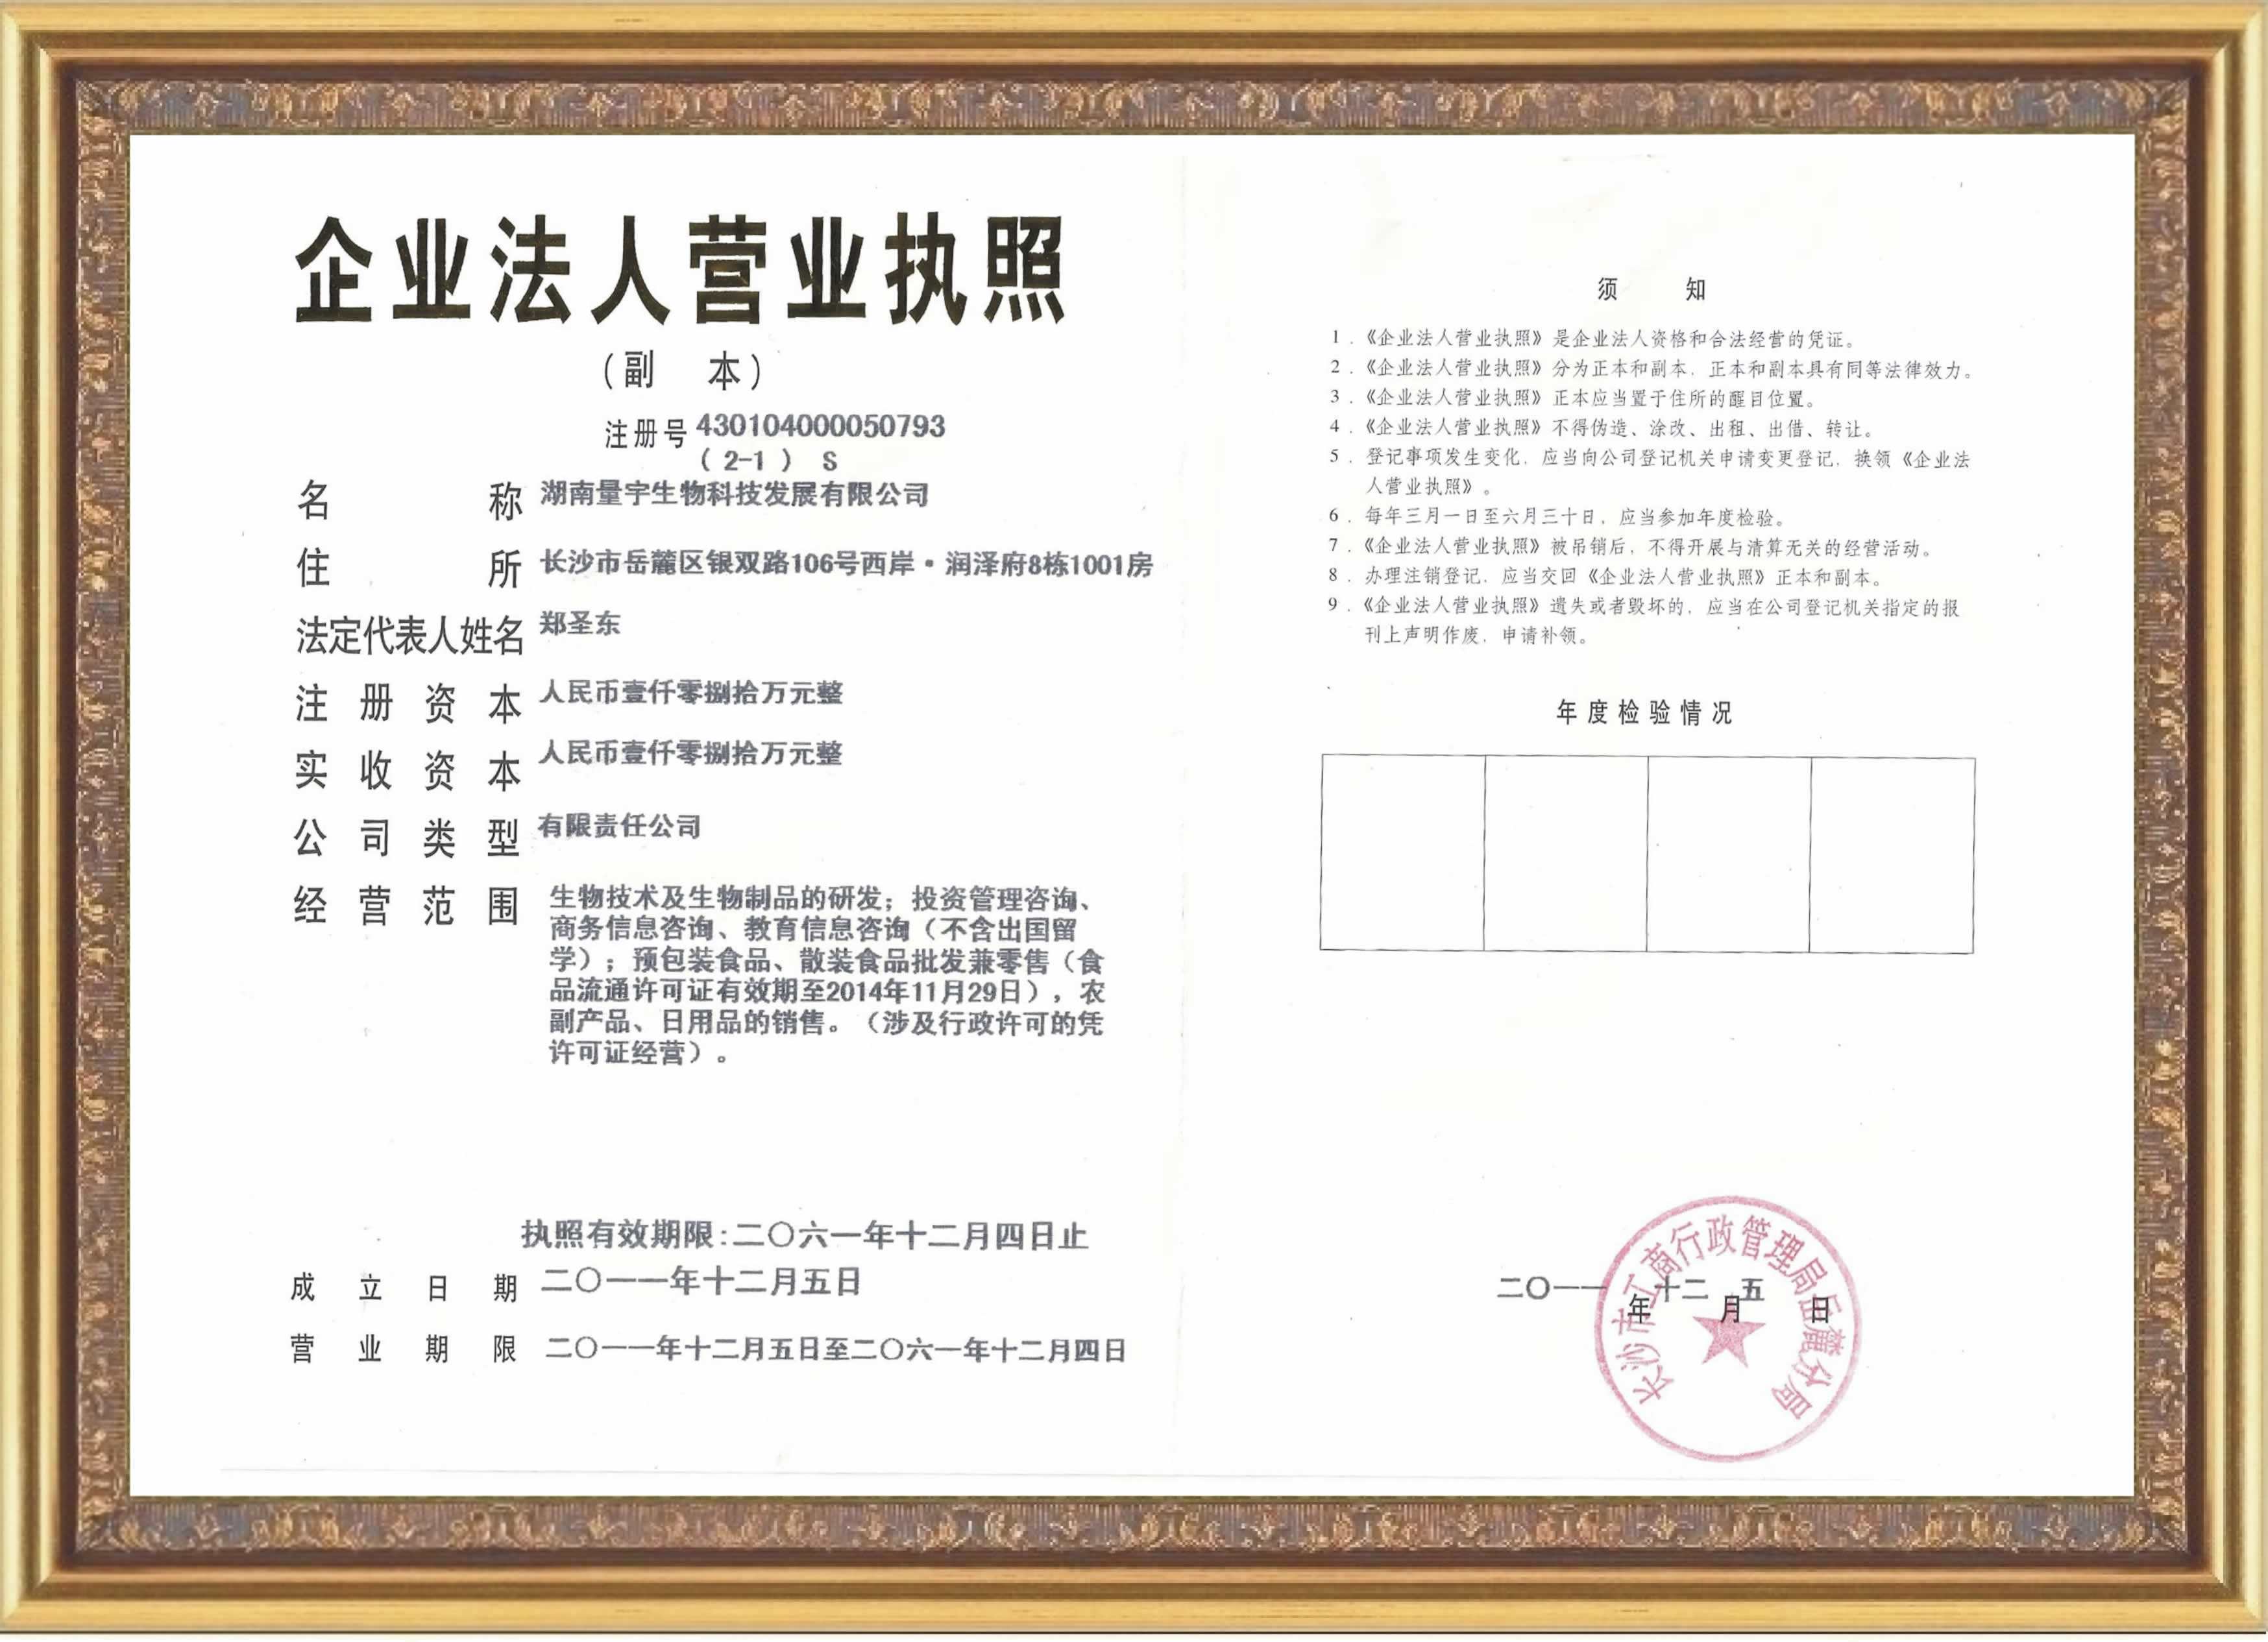 企业法人营业执照
（副 本）
注册号 430104000050793
（2-1） S
名 称 湖南量宇生物科技发展有限公司
住 所 长沙市岳麓区银双路106号西岸·润泽府8栋1001房
法定代表人姓名 郑圣东
注册资本 人民币壹仟零捌拾万元整
实收资本 人民币壹仟零捌拾万元整
公司类型 有限责任公司
经营范围 生物技术及生物制品的研发；投资管理咨询、
商务信息咨询、教育信息咨询（不含出国留
学）；预包装食品、散装食品批发兼零售（食
品流通许可证有效期至2014年11月29日），农
副产品、日用品的销售。（涉及行政许可的凭
许可证经营）。
执照有效期限：二〇六一年十二月四日止
成立日期 二〇一一年十二月五日
营业期限 二〇一一年十二月五日至二〇六一年十二月四日
须 知
1．《企业法人营业执照》是企业法人资格和合法经营的凭证。
2．《企业法人营业执照》分为正本和副本，正本和副本具有同等法律效力。
3．《企业法人营业执照》正本应当置于住所的醒目位置。
4．《企业法人营业执照》不得伪造、涂改、出租、出借、转让。
5．登记事项发生变化，应当向公司登记机关申请变更登记，换领《企业法
人营业执照》。
6．每年三月一日至六月三十日，应当参加年度检验。
7．《企业法人营业执照》被吊销后，不得开展与清算无关的经营活动。
8．办理注销登记，应当交回《企业法人营业执照》正本和副本。
9．《企业法人营业执照》遗失或者毁坏的，应当在公司登记机关指定的报
刊上声明作废，申请补领。
年度检验情况
长沙市工商行政管理局岳麓分局
二〇一一年十二月五日